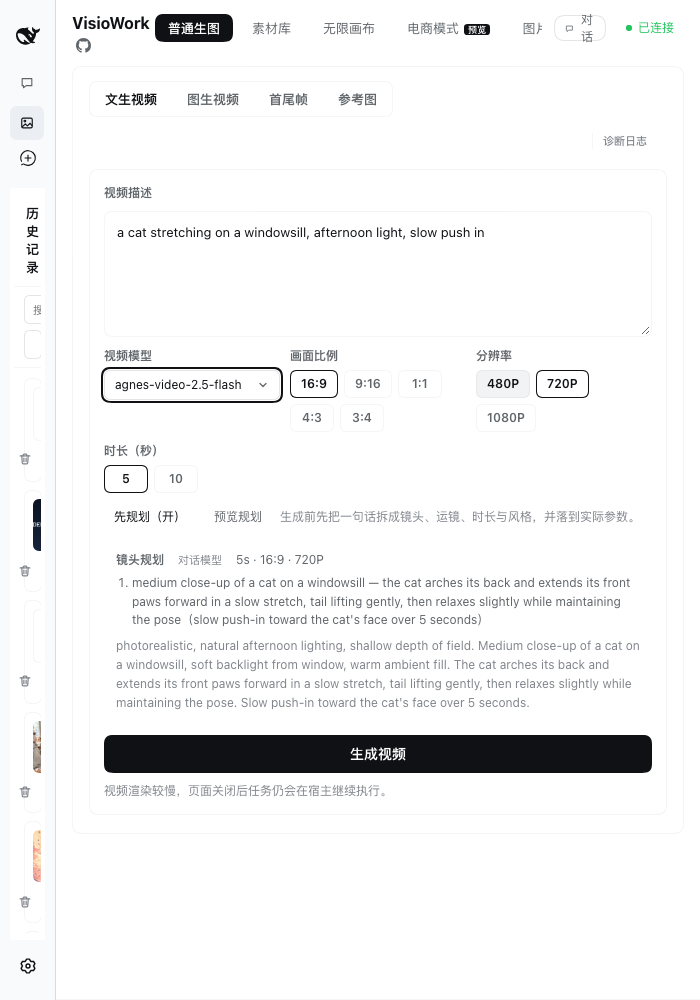 VisioWork
普通生图
素材库
无限画布
电商模式 预览
图片
对话
已连接
历史记录
文生视频
图生视频
首尾帧
参考图
诊断日志
视频描述
a cat stretching on a windowsill, afternoon light, slow push in
视频模型
画面比例
分辨率
agnes-video-2.5-flash
16:9
9:16
1:1
480P
720P
4:3
3:4
1080P
时长（秒）
5
10
先规划（开）
预览规划
生成前先把一句话拆成镜头、运镜、时长与风格，并落到实际参数。
镜头规划 对话模型 5s · 16:9 · 720P
1. medium close-up of a cat on a windowsill — the cat arches its back and extends its front
paws forward in a slow stretch, tail lifting gently, then relaxes slightly while maintaining
the pose（slow push-in toward the cat's face over 5 seconds）
photorealistic, natural afternoon lighting, shallow depth of field. Medium close-up of a cat on
a windowsill, soft backlight from window, warm ambient fill. The cat arches its back and
extends its front paws forward in a slow stretch, tail lifting gently, then relaxes slightly while
maintaining the pose. Slow push-in toward the cat's face over 5 seconds.
生成视频
视频渲染较慢，页面关闭后任务仍会在宿主继续执行。